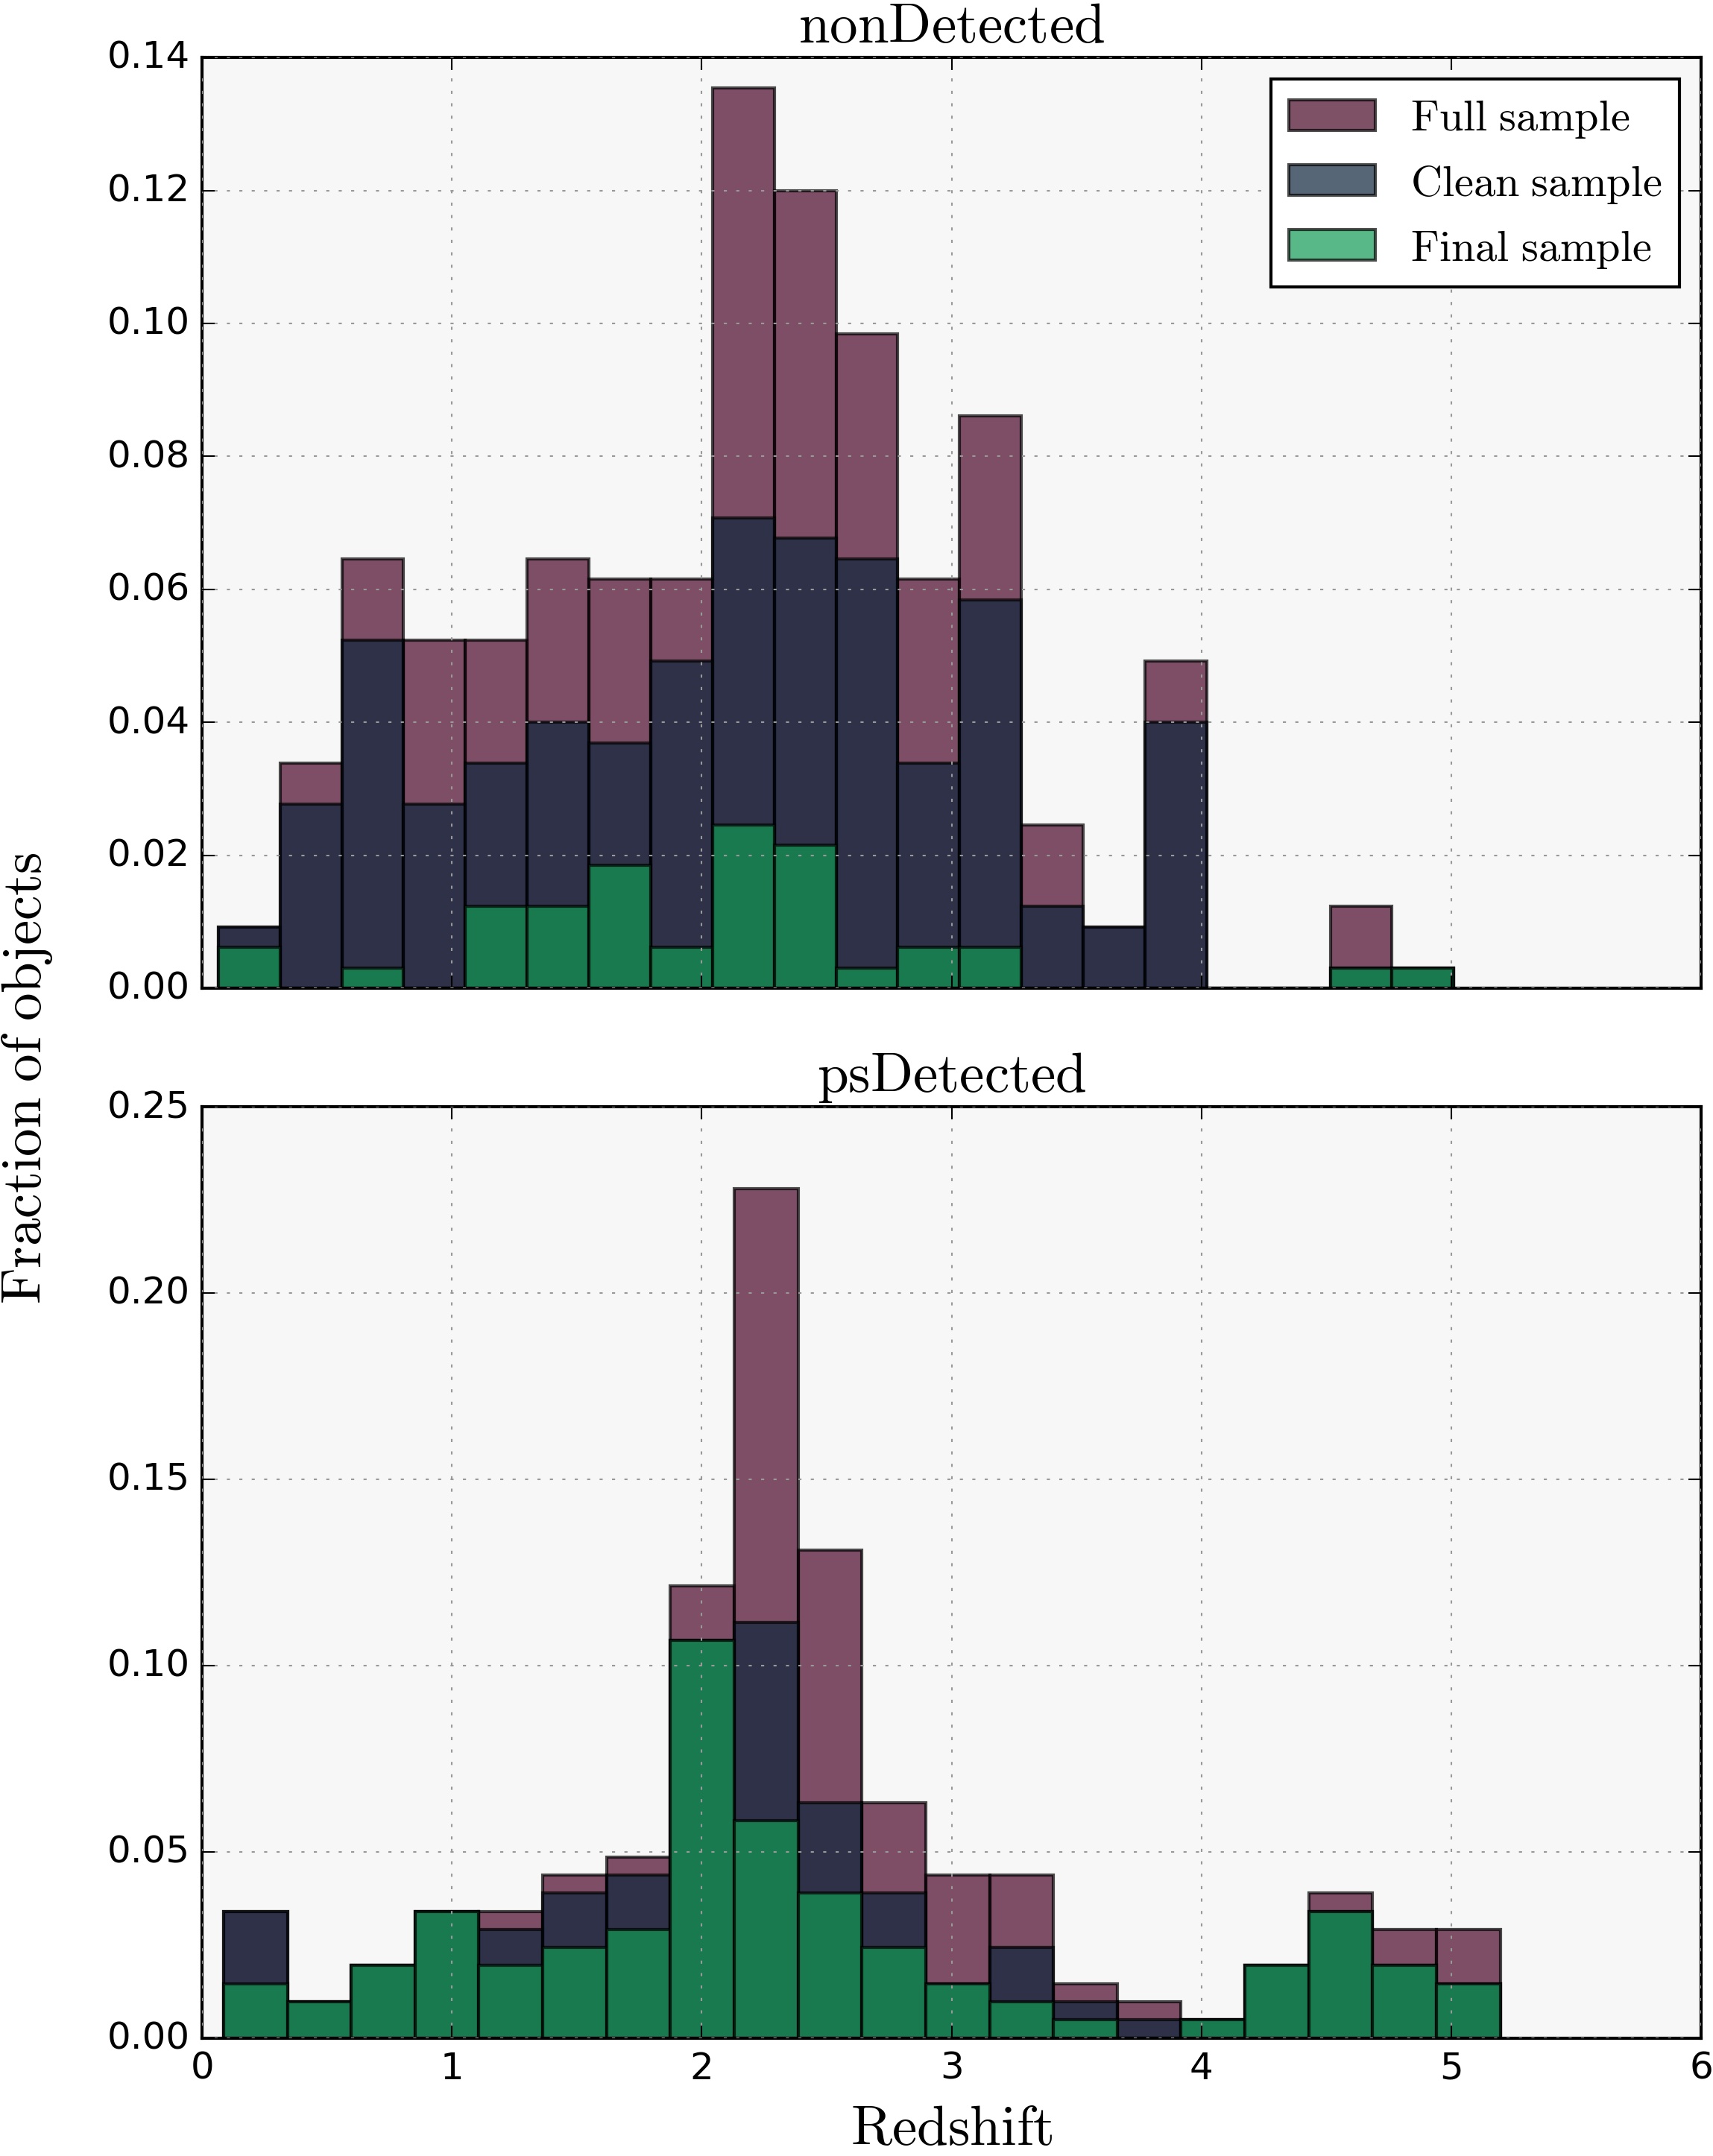 nonDetected
0.14
0.12
0.10
0.08
0.06
0.04
0.02
0.00
Full sample
Clean sample
Final sample
Fraction of objects
psDetected
0.25
0.20
0.15
0.10
0.05
0.00
0 1 2 3 4 5 6
Redshift